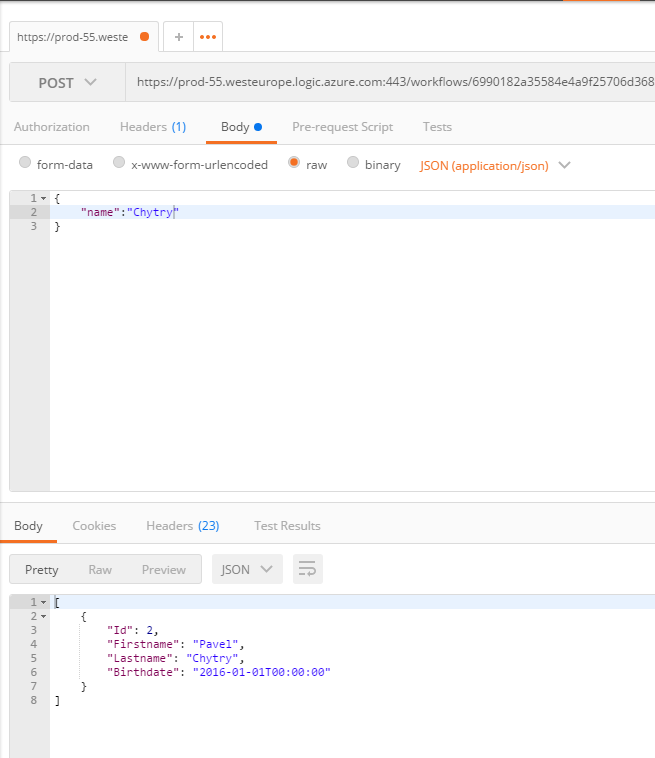 https://prod-55.weste
POST https://prod-55.westeurope.logic.azure.com:443/workflows/6990182a35584e4a9f25706d368
Authorization Headers (1) Body Pre-request Script Tests
form-data x-www-form-urlencoded raw binary JSON (application/json)
1 {
2 "name":"Chytry"
3 }
Body Cookies Headers (23) Test Results
Pretty Raw Preview JSON
1 [
2 {
3 "Id": 2,
4 "Firstname": "Pavel",
5 "Lastname": "Chytry",
6 "Birthdate": "2016-01-01T00:00:00"
7 }
8 ]